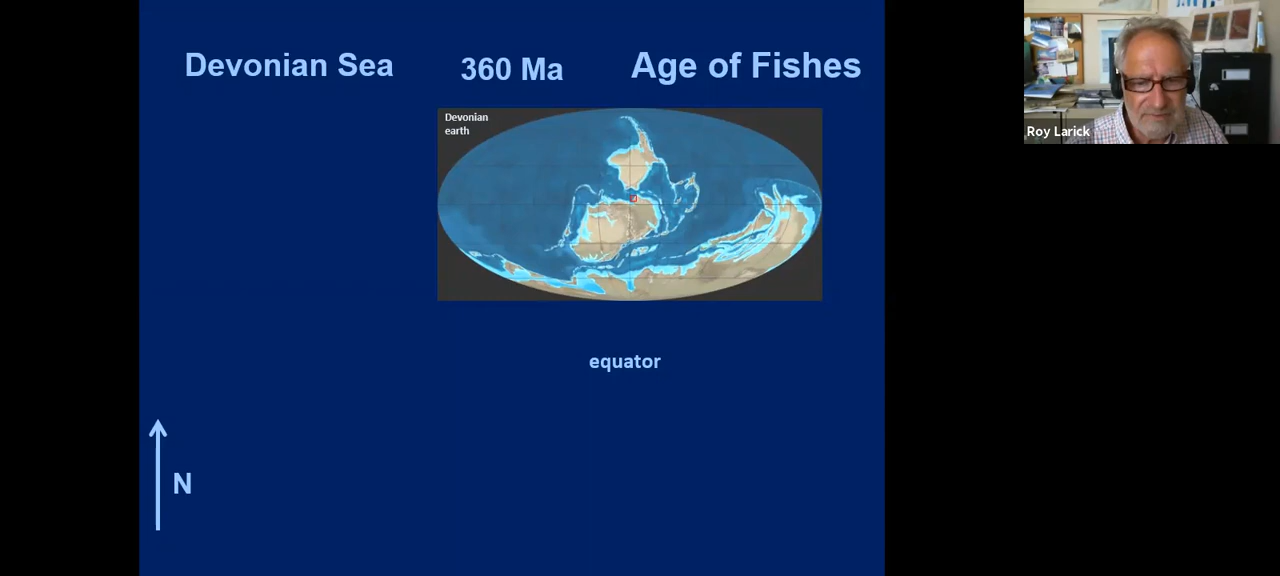 Devonian Sea
360 Ma
Age of Fishes
Devonian
earth
Roy Larick
equator
N